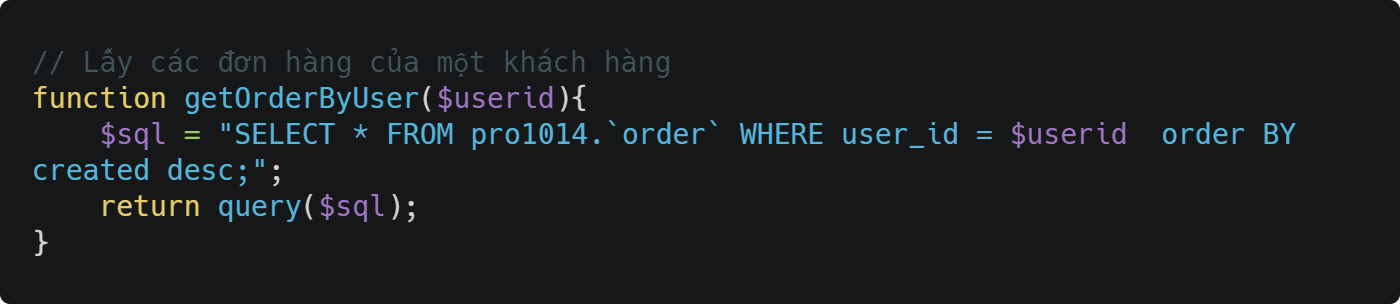 // Lấy các đơn hàng của một khách hàng
function getOrderByUser($userid){
    $sql = "SELECT * FROM pro1014.`order` WHERE user_id = $userid  order BY
created desc;";
    return query($sql);
}